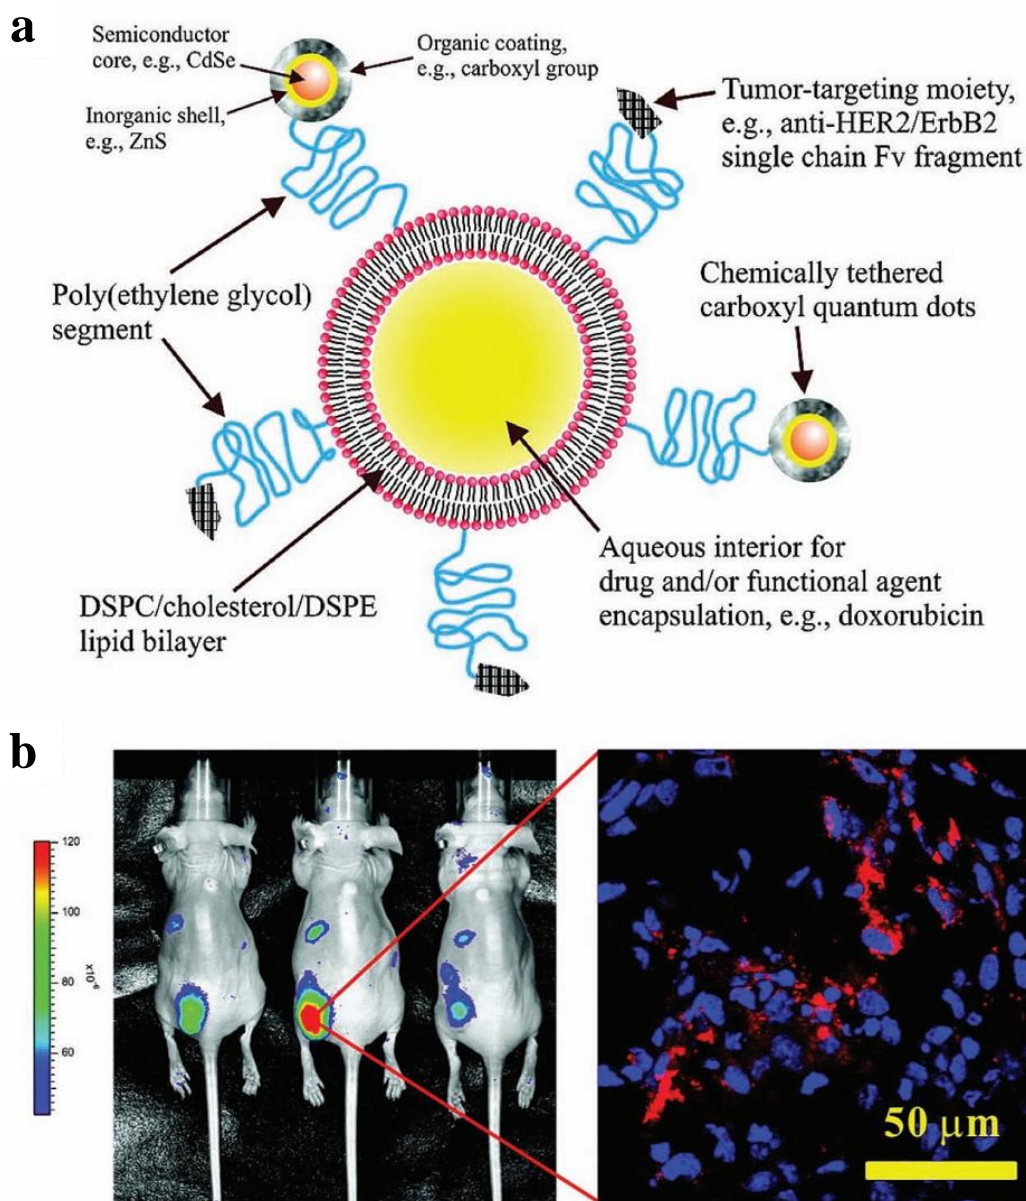 a
Semiconductor
core, e.g., CdSe
Organic coating,
e.g., carboxyl group
Inorganic shell,
e.g., ZnS
Tumor-targeting moiety,
e.g., anti-HER2/ErbB2
single chain Fv fragment
Poly(ethylene glycol)
segment
Chemically tethered
carboxyl quantum dots
Aqueous interior for
drug and/or functional agent
encapsulation, e.g., doxorubicin
DSPC/cholesterol/DSPE
lipid bilayer
b
120
100
80
x10⁻⁶
60
50 µm